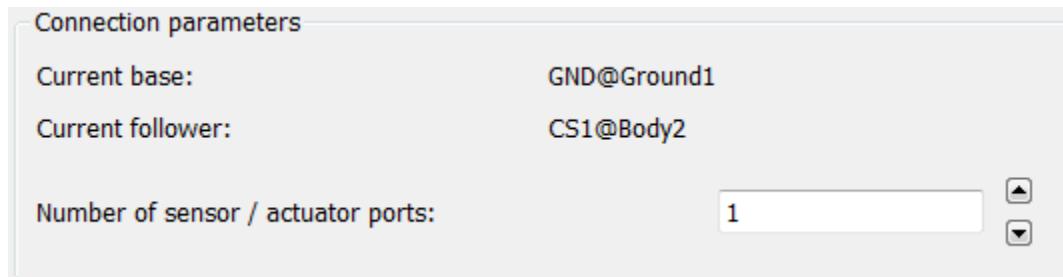 Connection parameters
Current base: GND@Ground1
Current follower: CS1@Body2
Number of sensor / actuator ports: 1